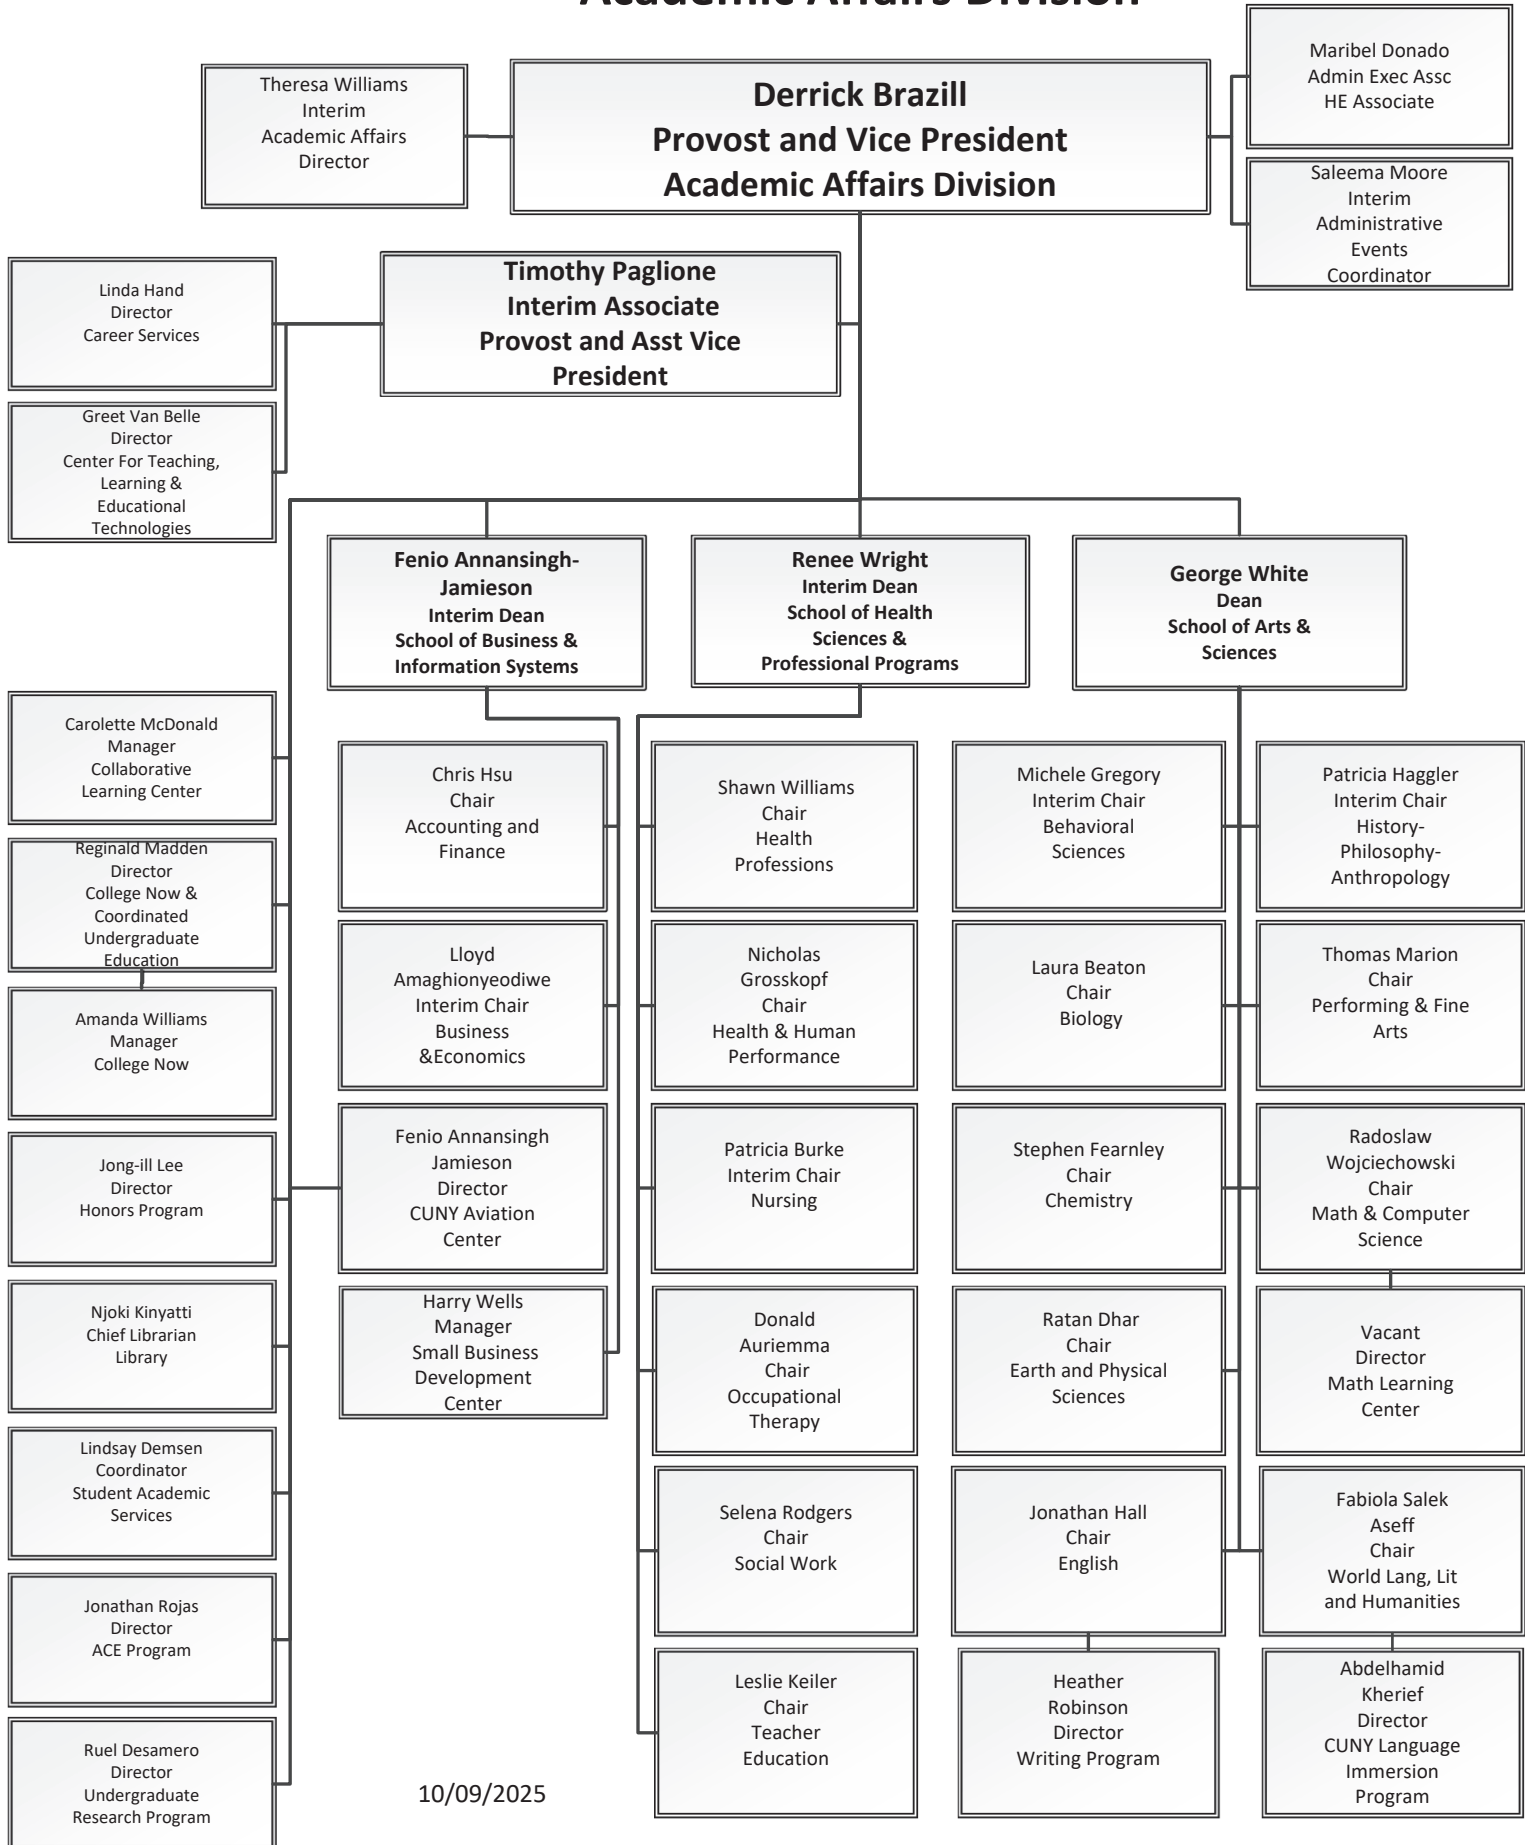 Academic Affairs Division
Theresa Williams
Interim
Academic Affairs
Director
Derrick Brazill
Provost and Vice President
Academic Affairs Division
Maribel Donado
Admin Exec Assc
HE Associate
Saleema Moore
Interim
Administrative
Events
Coordinator
Linda Hand
Director
Career Services
Timothy Paglione
Interim Associate
Provost and Asst Vice
President
Greet Van Belle
Director
Center For Teaching,
Learning &
Educational
Technologies
Fenio Annansingh-
Jamieson
Interim Dean
School of Business &
Information Systems
Renee Wright
Interim Dean
School of Health
Sciences &
Professional Programs
George White
Dean
School of Arts &
Sciences
Carolette McDonald
Manager
Collaborative
Learning Center
Reginald Madden
Director
College Now &
Coordinated
Undergraduate
Education
Amanda Williams
Manager
College Now
Jong-ill Lee
Director
Honors Program
Njoki Kinyatti
Chief Librarian
Library
Lindsay Demsen
Coordinator
Student Academic
Services
Jonathan Rojas
Director
ACE Program
Ruel Desamero
Director
Undergraduate
Research Program
Chris Hsu
Chair
Accounting and
Finance
Lloyd
Amaghionyeodiwe
Interim Chair
Business
&Economics
Fenio Annansingh
Jamieson
Director
CUNY Aviation
Center
Harry Wells
Manager
Small Business
Development
Center
Shawn Williams
Chair
Health
Professions
Nicholas
Grosskopf
Chair
Health & Human
Performance
Patricia Burke
Interim Chair
Nursing
Donald
Auriemma
Chair
Occupational
Therapy
Selena Rodgers
Chair
Social Work
Leslie Keiler
Chair
Teacher
Education
Michele Gregory
Interim Chair
Behavioral
Sciences
Laura Beaton
Chair
Biology
Stephen Fearnley
Chair
Chemistry
Ratan Dhar
Chair
Earth and Physical
Sciences
Jonathan Hall
Chair
English
Heather
Robinson
Director
Writing Program
Patricia Haggler
Interim Chair
History-
Philosophy-
Anthropology
Thomas Marion
Chair
Performing & Fine
Arts
Radoslaw
Wojciechowski
Chair
Math & Computer
Science
Vacant
Director
Math Learning
Center
Fabiola Salek
Aseff
Chair
World Lang, Lit
and Humanities
Abdelhamid
Kherief
Director
CUNY Language
Immersion
Program
10/09/2025